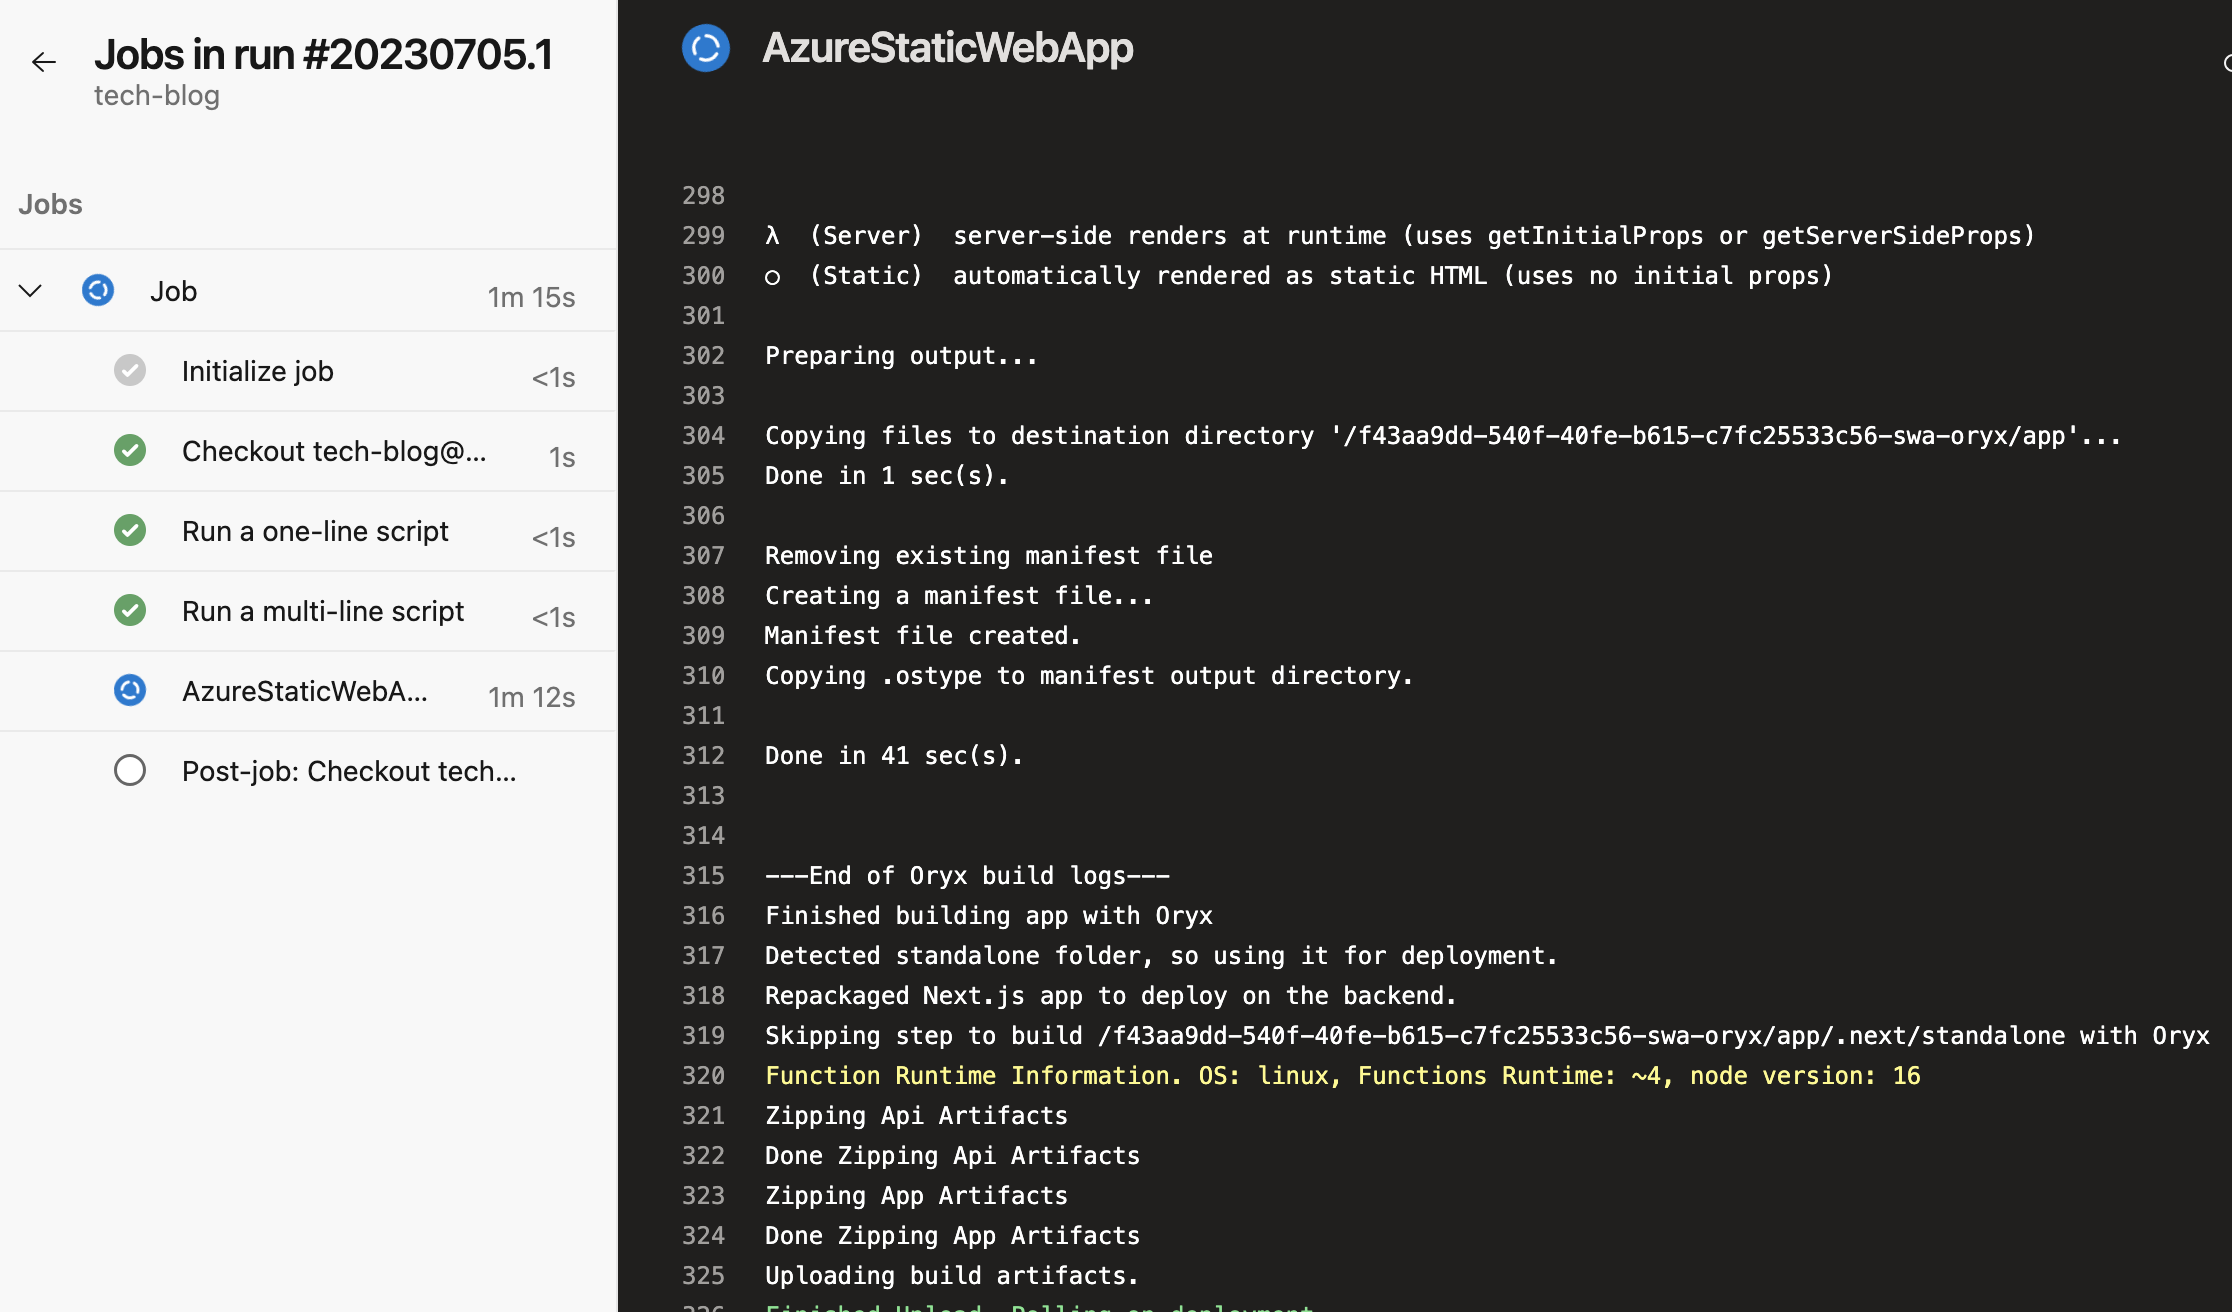 Jobs in run #20230705.1
tech-blog
Jobs
Job 1m 15s
Initialize job <1s
Checkout tech-blog@... 1s
Run a one-line script <1s
Run a multi-line script <1s
AzureStaticWebA... 1m 12s
Post-job: Checkout tech...
AzureStaticWebApp
298
299 λ (Server) server-side renders at runtime (uses getInitialProps or getServerSideProps)
300 ○ (Static) automatically rendered as static HTML (uses no initial props)
301
302 Preparing output...
303
304 Copying files to destination directory '/f43aa9dd-540f-40fe-b615-c7fc25533c56-swa-oryx/app'...
305 Done in 1 sec(s).
306
307 Removing existing manifest file
308 Creating a manifest file...
309 Manifest file created.
310 Copying .ostype to manifest output directory.
311
312 Done in 41 sec(s).
313
314
315 ---End of Oryx build logs---
316 Finished building app with Oryx
317 Detected standalone folder, so using it for deployment.
318 Repackaged Next.js app to deploy on the backend.
319 Skipping step to build /f43aa9dd-540f-40fe-b615-c7fc25533c56-swa-oryx/app/.next/standalone with Oryx
320 Function Runtime Information. OS: linux, Functions Runtime: ~4, node version: 16
321 Zipping Api Artifacts
322 Done Zipping Api Artifacts
323 Zipping App Artifacts
324 Done Zipping App Artifacts
325 Uploading build artifacts.
326 Finished Upload. Polling on deployment.